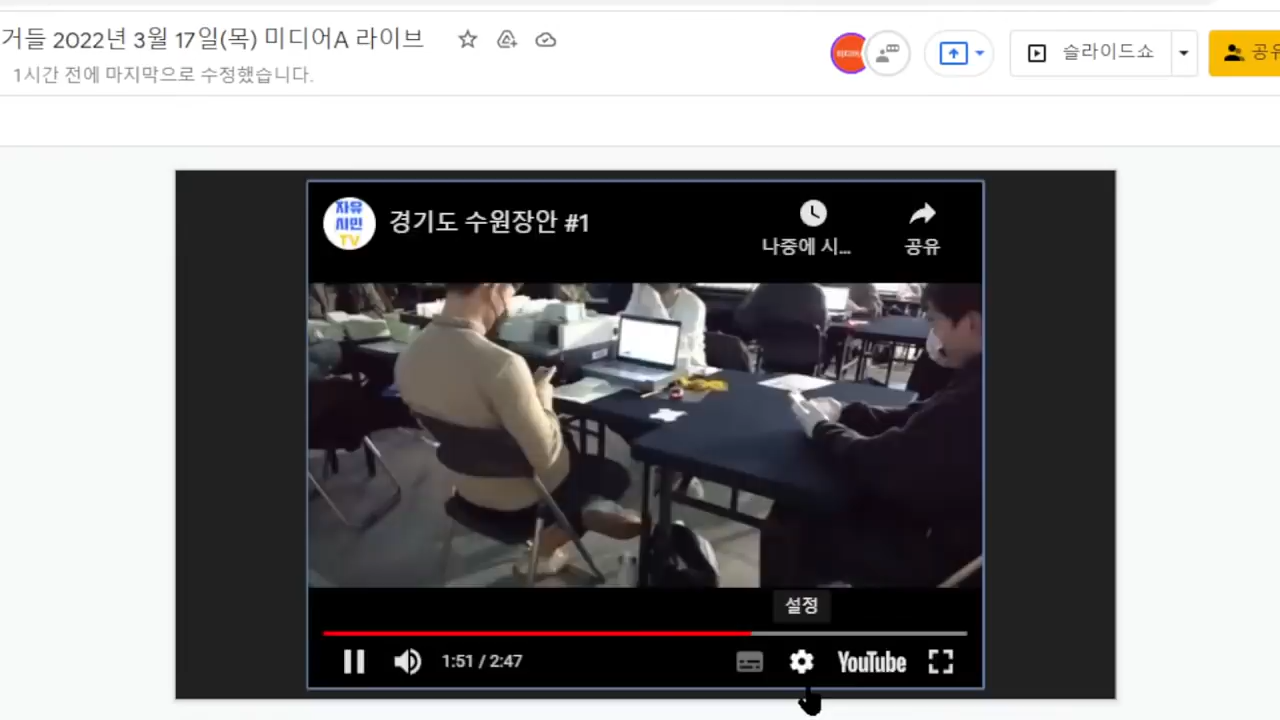 거들 2022년 3월 17일(목) 미디어A 라이브
1시간 전에 마지막으로 수정했습니다.
슬라이드쇼
공유
자유
시민
TV
경기도 수원장안 #1
나중에 시...
공유
설정
1:51 / 2:47
YouTube